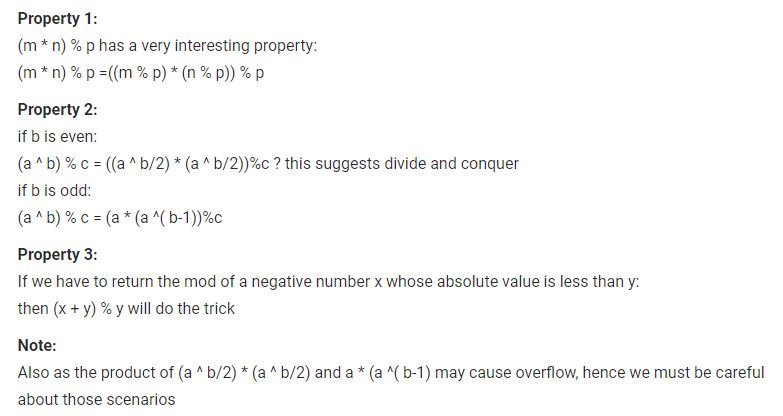 Property 1:
(m * n) % p has a very interesting property:
(m * n) % p =((m % p) * (n % p)) % p
Property 2:
if b is even:
(a ^ b) % c = ((a ^ b/2) * (a ^ b/2))%c ? this suggests divide and conquer
if b is odd:
(a ^ b) % c = (a * (a ^( b-1))%c
Property 3:
If we have to return the mod of a negative number x whose absolute value is less than y:
then (x + y) % y will do the trick
Note:
Also as the product of (a ^ b/2) * (a ^ b/2) and a * (a ^( b-1) may cause overflow, hence we must be careful
about those scenarios